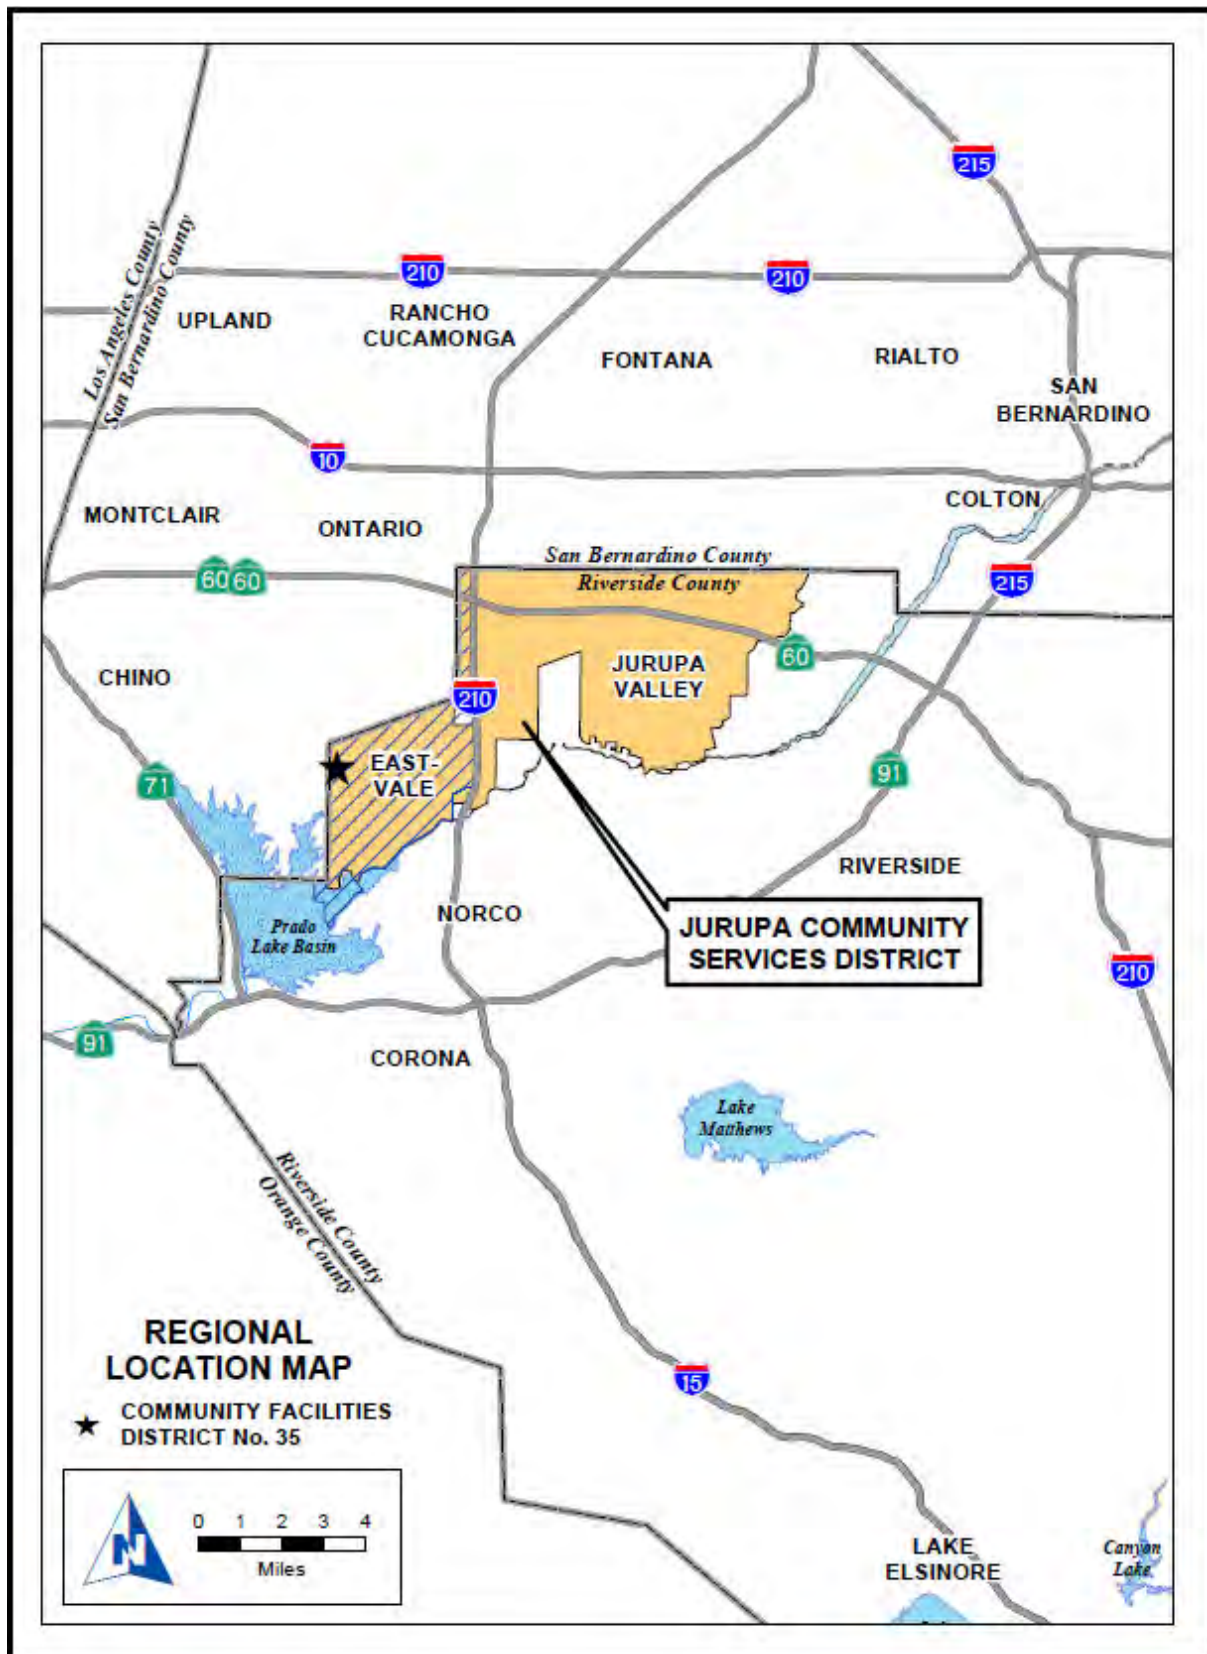 215
Los Angeles County
San Bernardino County
210
210
UPLAND
RANCHO
CUCAMONGA
FONTANA
RIALTO
SAN
BERNARDINO
10
MONTCLAIR
ONTARIO
COLTON
San Bernardino County
Riverside County
60
60
215
60
CHINO
JURUPA
VALLEY
210
EAST-
VALE
71
91
RIVERSIDE
NORCO
JURUPA COMMUNITY
SERVICES DISTRICT
Prado
Lake Basin
210
91
CORONA
Lake
Matthews
Riverside County
Orange County
REGIONAL
LOCATION MAP
COMMUNITY FACILITIES
DISTRICT No. 35
15
N
0 1 2 3 4
Miles
LAKE
ELSINORE
Canyon
Lake